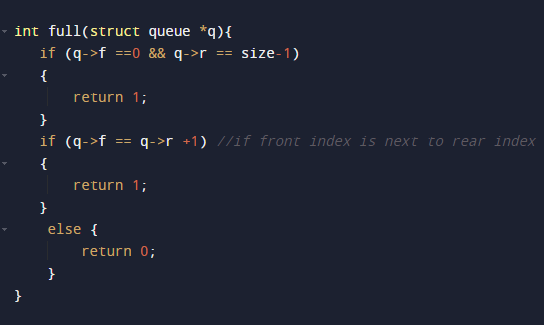 int full(struct queue *q){
if (q->f ==0 && q->r == size-1)
{
return 1;
}
if (q->f == q->r +1) //if front index is next to rear index
{
return 1;
}
else {
return 0;
}
}